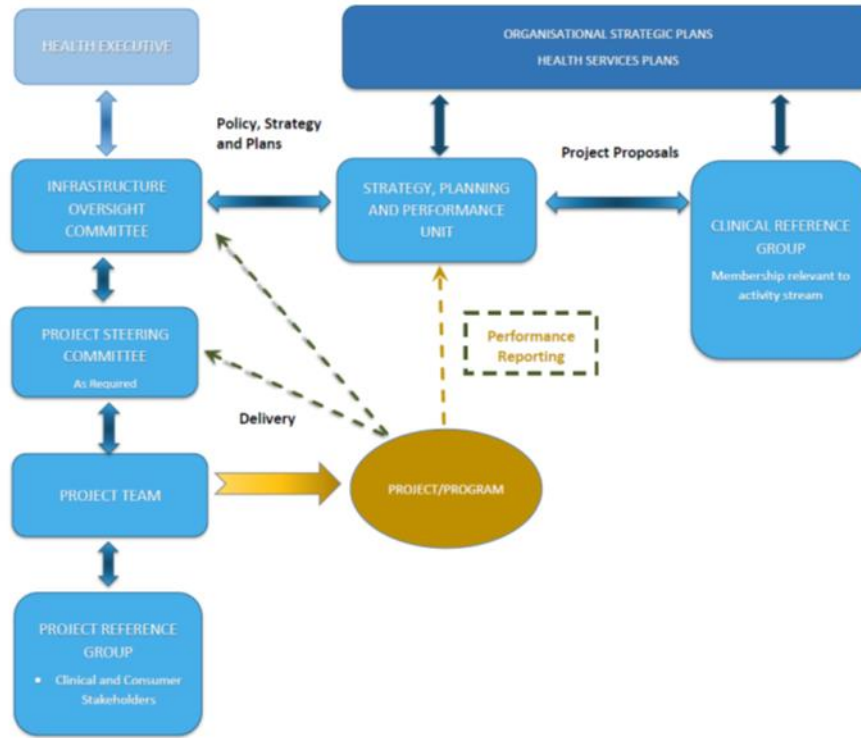 HEALTH EXECUTIVE
ORGANISATIONAL STRATEGIC PLANS
HEALTH SERVICES PLANS
Policy, Strategy
and Plans
Project Proposals
INFRASTRUCTURE
OVERSIGHT
COMMITTEE
STRATEGY, PLANNING
AND PERFORMANCE
UNIT
CLINICAL REFERENCE
GROUP
Membership relevant to
activity stream
PROJECT STEERING
COMMITTEE
As Required
Performance
Reporting
Delivery
PROJECT TEAM
PROJECT/PROGRAM
PROJECT REFERENCE
GROUP
▪ Clinical and Consumer
Stakeholders